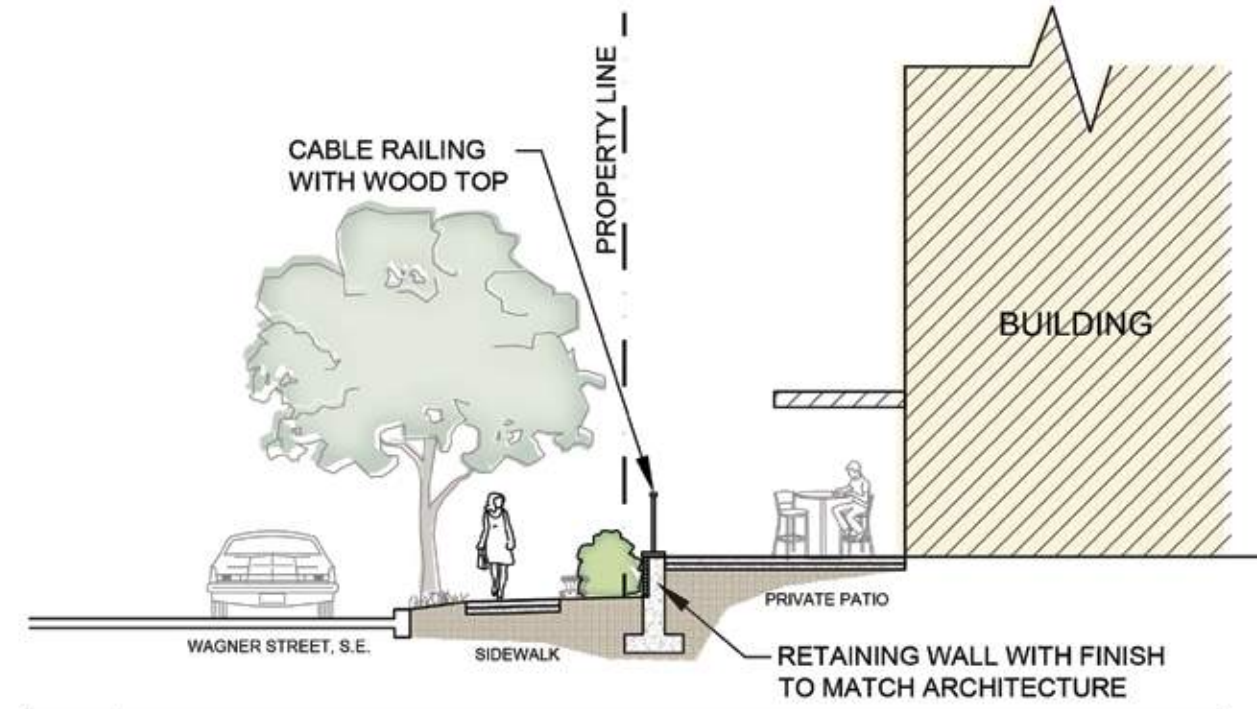 PROPERTY LINE
CABLE RAILING
WITH WOOD TOP
BUILDING
PRIVATE PATIO
WAGNER STREET, S.E.
SIDEWALK
RETAINING WALL WITH FINISH
TO MATCH ARCHITECTURE